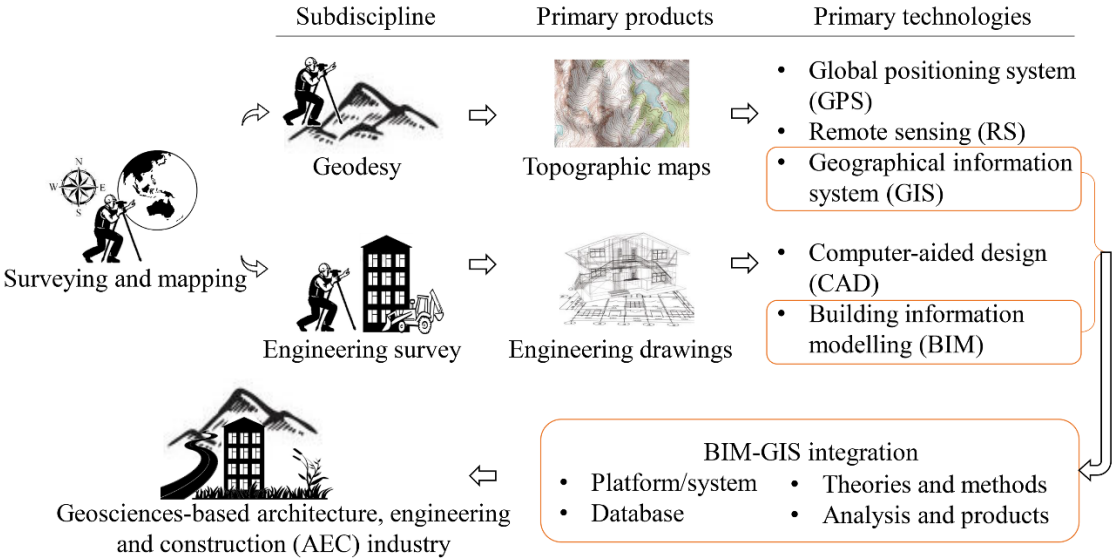 Subdiscipline
Primary products
Primary technologies
Geodesy
Topographic maps
• Global positioning system
(GPS)
• Remote sensing (RS)
• Geographical information
system (GIS)
N
W
E
S
Surveying and mapping
Engineering survey
Engineering drawings
• Computer-aided design
(CAD)
• Building information
modelling (BIM)
BIM-GIS integration
• Platform/system
• Database
• Theories and methods
• Analysis and products
Geosciences-based architecture, engineering
and construction (AEC) industry